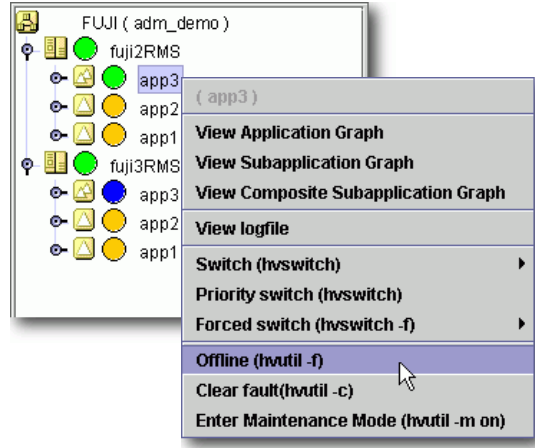 FUJI ( adm_demo )
fuji2RMS
app3
app2
app1
fuji3RMS
app3
app2
app1
( app3 )
View Application Graph
View Subapplication Graph
View Composite Subapplication Graph
View logfile
Switch (hvswitch)
Priority switch (hvswitch)
Forced switch (hvswitch -f)
Offline (hvutil -f)
Clear fault(hvutil -c)
Enter Maintenance Mode (hvutil -m on)